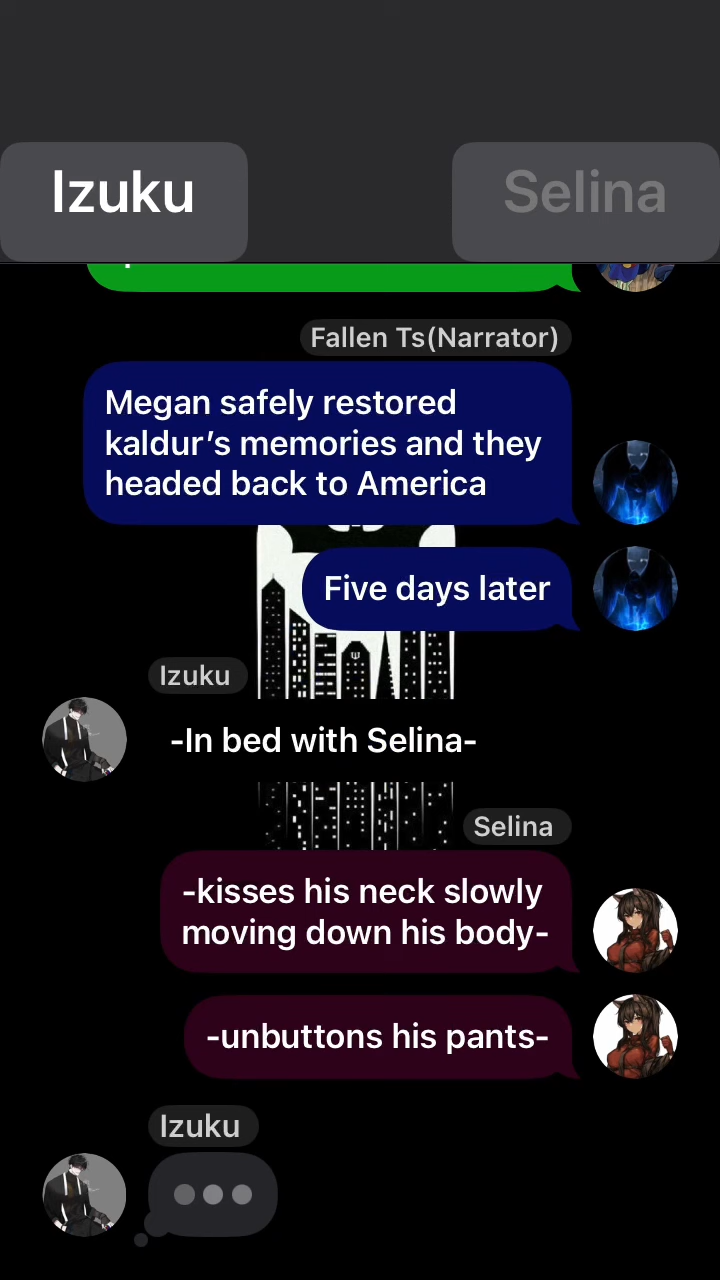 Izuku
Selina
Fallen Ts(Narrator)
Megan safely restored
kaldur’s memories and they
headed back to America
Five days later
Izuku
-In bed with Selina-
Selina
-kisses his neck slowly
moving down his body-
-unbuttons his pants-
Izuku